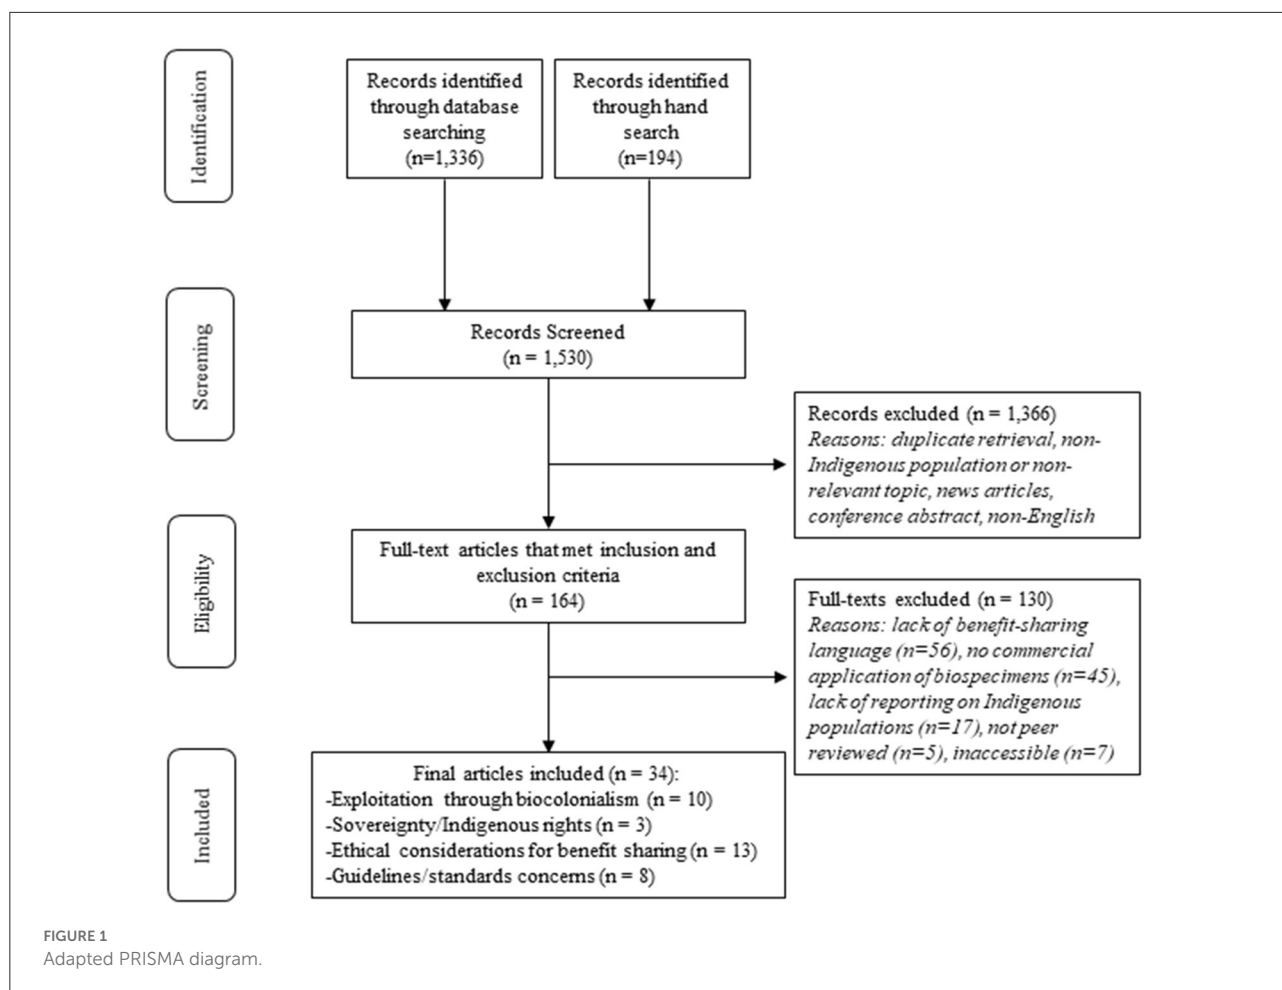 Identification
Records identified
through database
searching
(n=1,336)
Records identified
through hand
search
(n=194)
Screening
Records Screened
(n = 1,530)
Records excluded (n = 1,366)
Reasons: duplicate retrieval, non-
Indigenous population or non-
relevant topic, news articles,
conference abstract, non-English
Eligibility
Full-text articles that met inclusion and
exclusion criteria
(n = 164)
Full-texts excluded (n = 130)
Reasons: lack of benefit-sharing
language (n=56), no commercial
application of biospecimens (n=45),
lack of reporting on Indigenous
populations (n=17), not peer
reviewed (n=5), inaccessible (n=7)
Included
Final articles included (n = 34):
-Exploitation through biocolonialism (n = 10)
-Sovereignty/Indigenous rights (n = 3)
-Ethical considerations for benefit sharing (n = 13)
-Guidelines/standards concerns (n = 8)
FIGURE 1
Adapted PRISMA diagram.